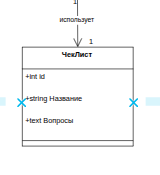 1
использует
1
ЧекЛист
+int id
+string Название
+text Вопросы